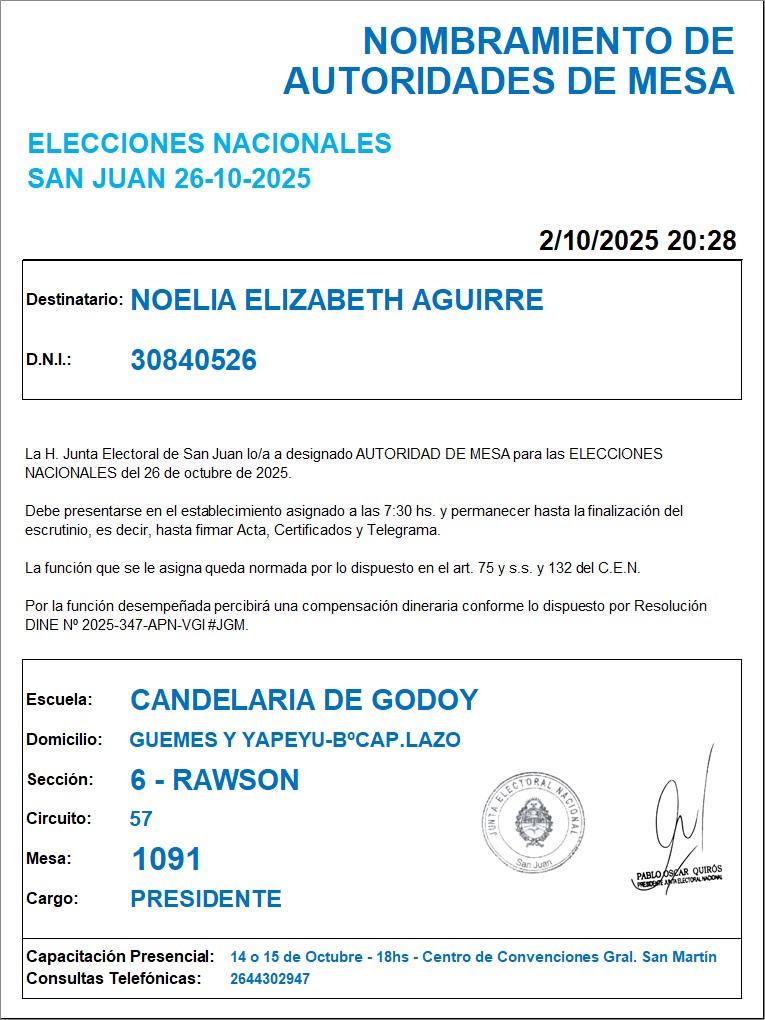 NOMBRAMIENTO DE
AUTORIDADES DE MESA
ELECCIONES NACIONALES
SAN JUAN 26-10-2025
2/10/2025 20:28
Destinatario: NOELIA ELIZABETH AGUIRRE
D.N.I.: 30840526
La H. Junta Electoral de San Juan lo/a a designado AUTORIDAD DE MESA para las ELECCIONES
NACIONALES del 26 de octubre de 2025.
Debe presentarse en el establecimiento asignado a las 7:30 hs. y permanecer hasta la finalización del
escrutinio, es decir, hasta firmar Acta, Certificados y Telegrama.
La función que se le asigna queda normada por lo dispuesto en el art. 75 y s.s. y 132 del C.E.N.
Por la función desempeñada percibirá una compensación dineraria conforme lo dispuesto por Resolución
DINE Nº 2025-347-APN-VGI#JGM.
Escuela: CANDELARIA DE GODOY
Domicilio: GUEMES Y YAPEYU-BºCAP.LAZO
Sección: 6 - RAWSON
Circuito: 57
Mesa: 1091
Cargo: PRESIDENTE
JUNTA ELECTORAL NACIONAL
San Juan
PABLO OSCAR QUIRÓS
PRESIDENTE JUNTA ELECTORAL NACIONAL
Capacitación Presencial: 14 o 15 de Octubre - 18hs - Centro de Convenciones Gral. San Martín
Consultas Telefónicas: 2644302947